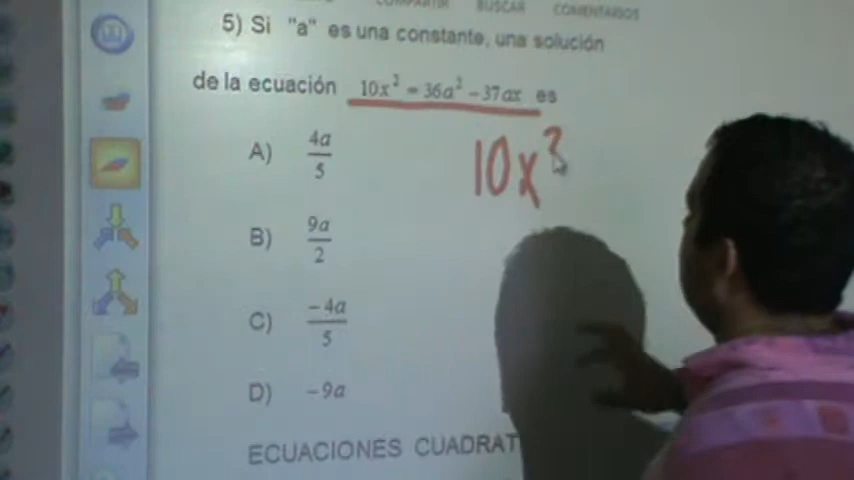 COMPARTIR BUSCAR COMENTARIOS
5) Si "a" es una constante, una solución
de la ecuación 10x² = 36a² - 37ax es
A) 4a/5
10x²
B) 9a/2
C) -4a/5
D) -9a
ECUACIONES CUADRAT